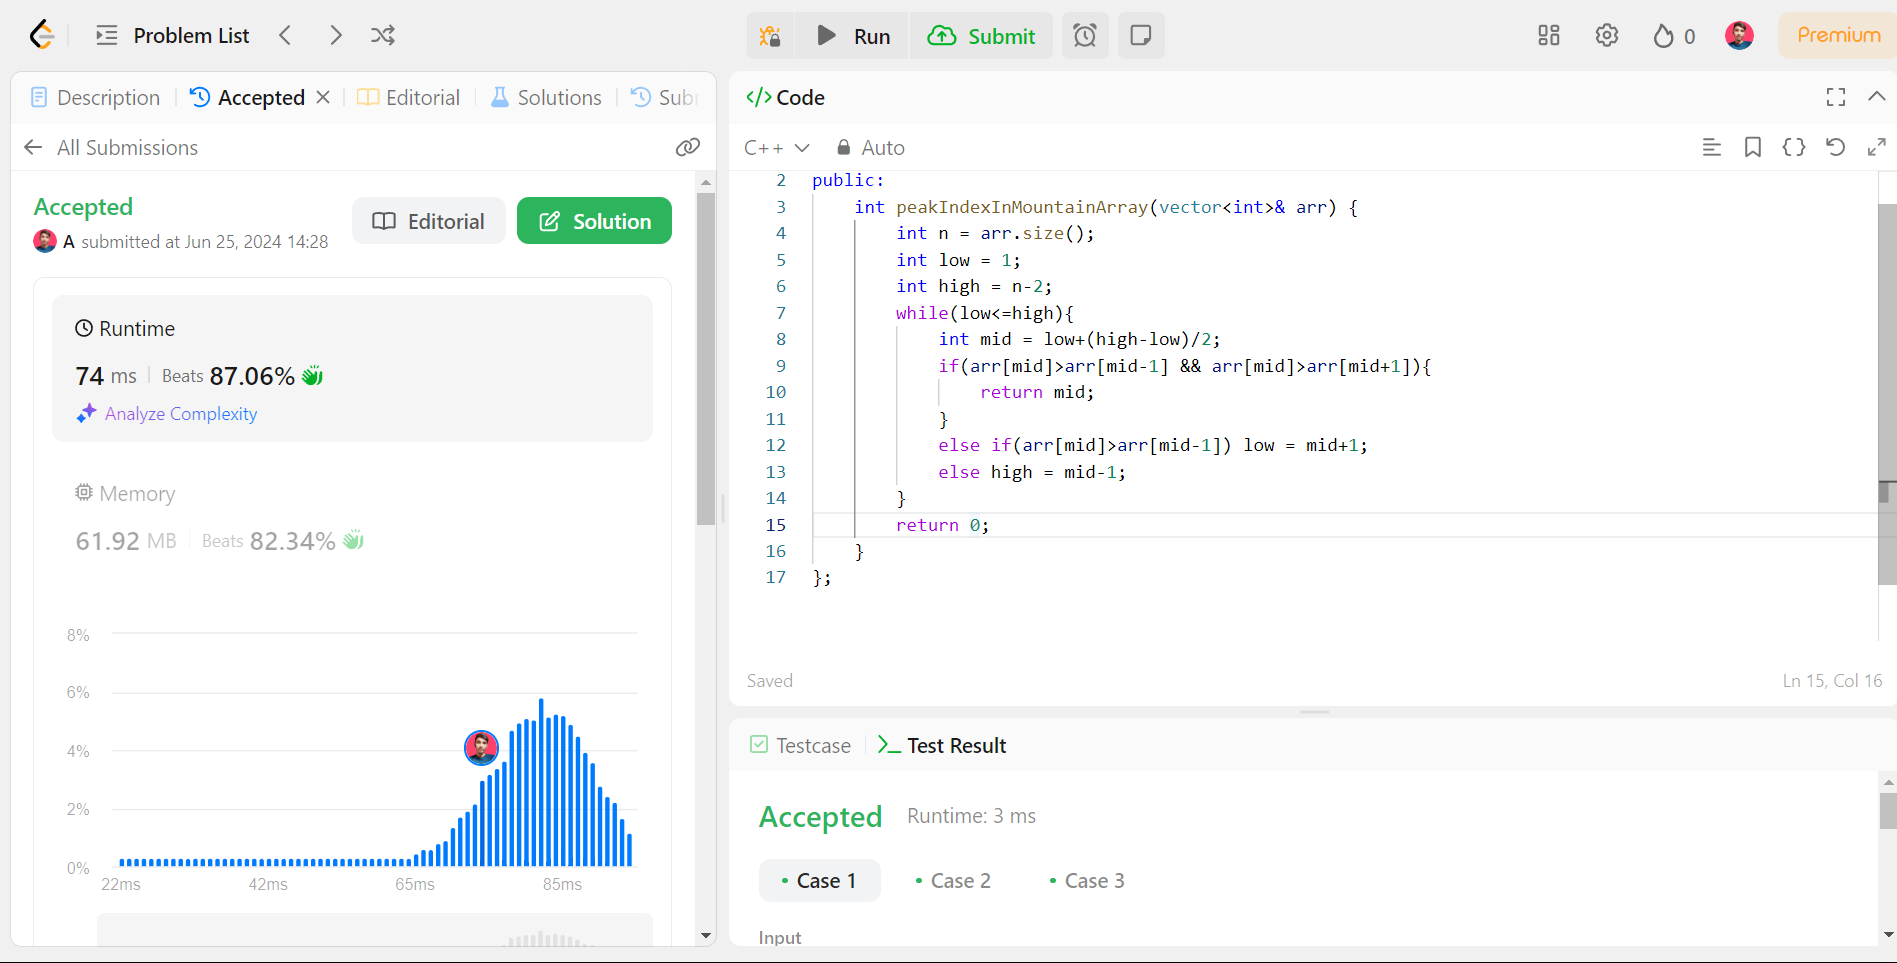 Problem List
Run
Submit
0
Premium
Description
Accepted
Editorial
Solutions
All Submissions
Accepted
A submitted at Jun 25, 2024 14:28
Editorial
Solution
Runtime
74 ms
Beats 87.06%
Analyze Complexity
Memory
61.92 MB
Beats 82.34%
8%
6%
4%
2%
0%
22ms
42ms
65ms
85ms
</> Code
C++
Auto
2 public:
3 int peakIndexInMountainArray(vector<int>& arr) {
4 int n = arr.size();
5 int low = 1;
6 int high = n-2;
7 while(low<=high){
8 int mid = low+(high-low)/2;
9 if(arr[mid]>arr[mid-1] && arr[mid]>arr[mid+1]){
10 return mid;
11 }
12 else if(arr[mid]>arr[mid-1]) low = mid+1;
13 else high = mid-1;
14 }
15 return 0;
16 }
17 };
Saved
Ln 15, Col 16
Testcase
Test Result
Accepted
Runtime: 3 ms
Case 1
Case 2
Case 3
Input